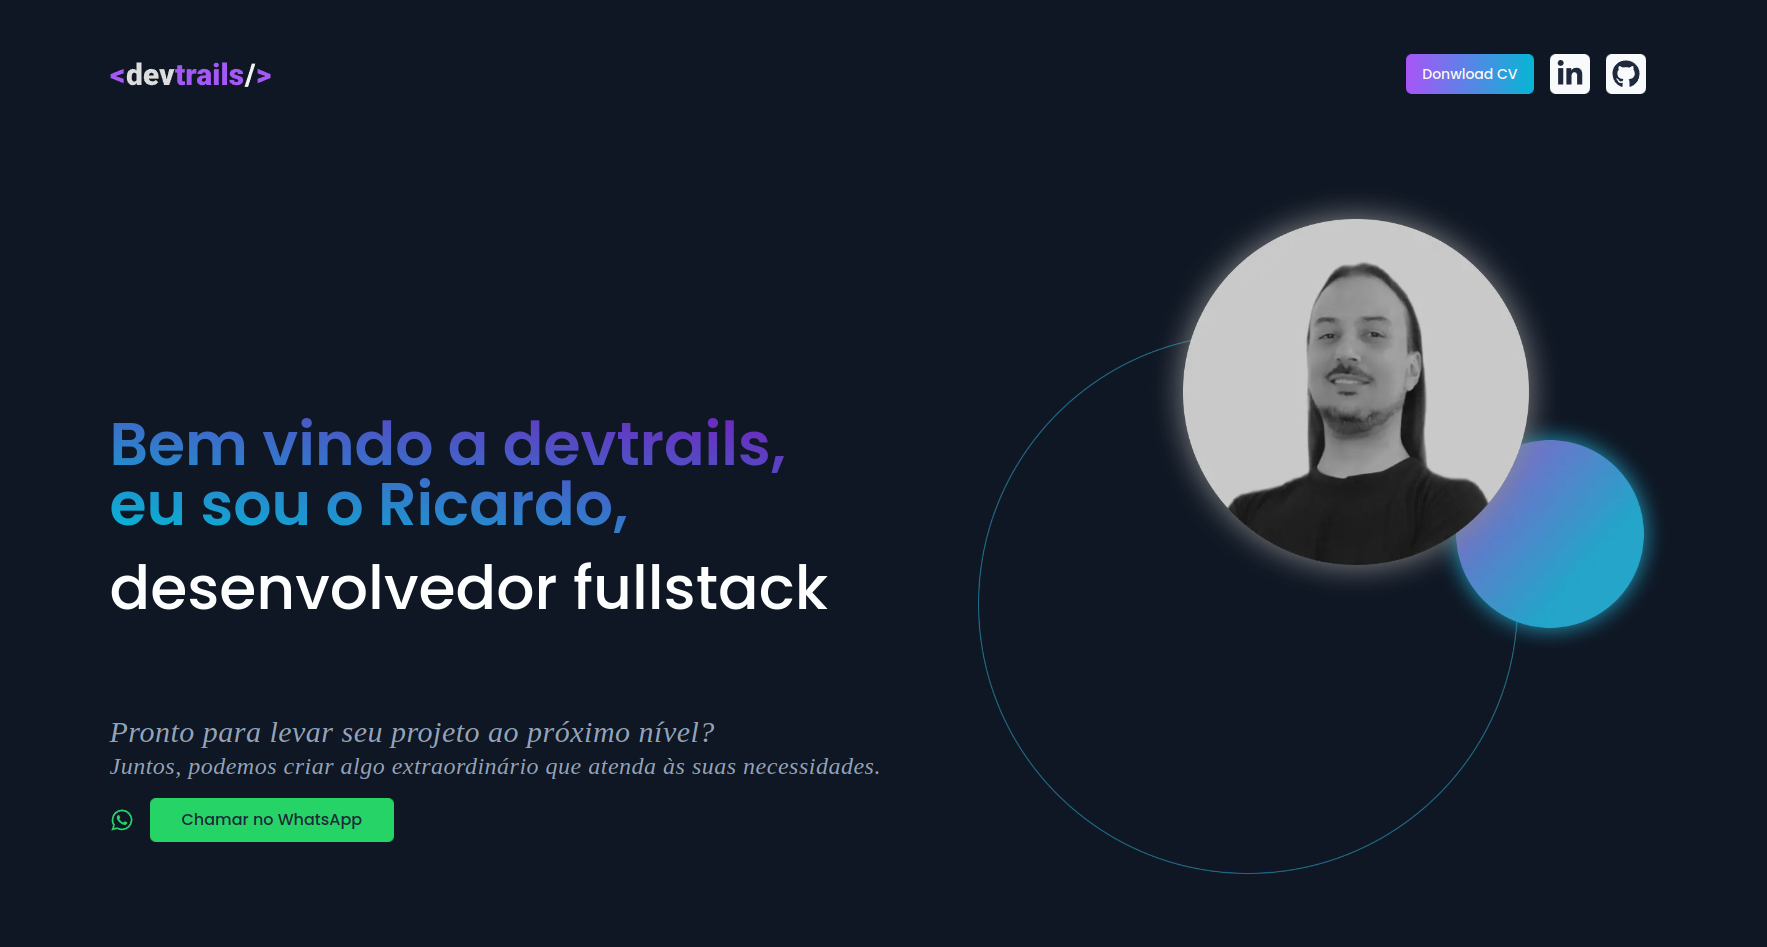 <devtrails/>
Donwload CV
in
Bem vindo a devtrails,
eu sou o Ricardo,
desenvolvedor fullstack
Pronto para levar seu projeto ao próximo nível?
Juntos, podemos criar algo extraordinário que atenda às suas necessidades.
Chamar no WhatsApp